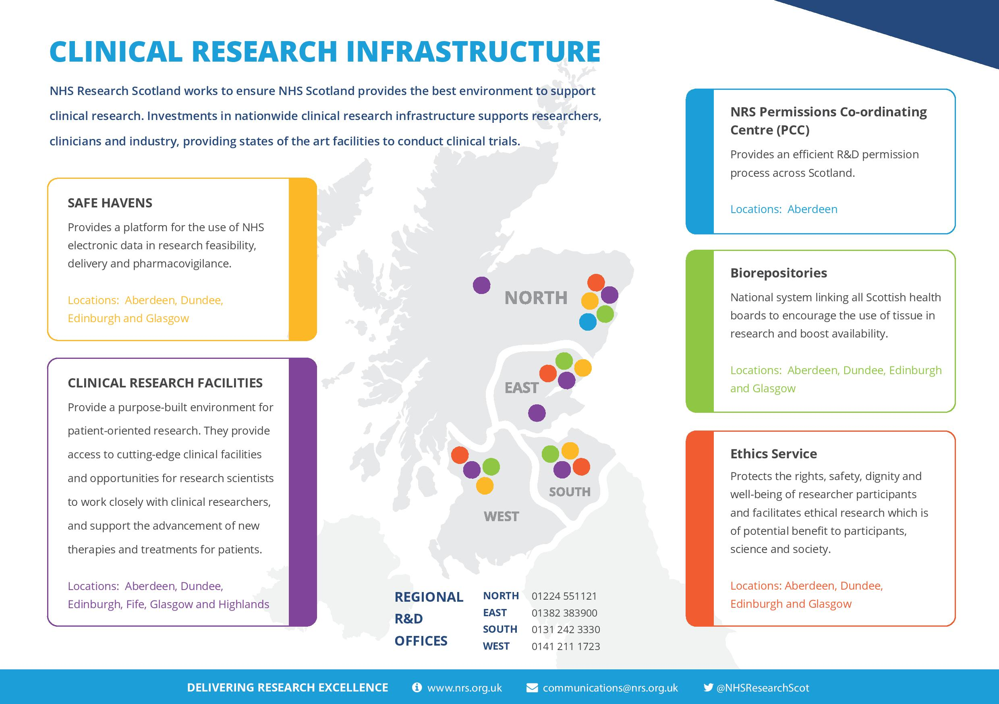 CLINICAL RESEARCH INFRASTRUCTURE
NHS Research Scotland works to ensure NHS Scotland provides the best environment to support
clinical research. Investments in nationwide clinical research infrastructure supports researchers,
clinicians and industry, providing states of the art facilities to conduct clinical trials.
SAFE HAVENS
Provides a platform for the use of NHS
electronic data in research feasibility,
delivery and pharmacovigilance.
Locations: Aberdeen, Dundee,
Edinburgh and Glasgow
CLINICAL RESEARCH FACILITIES
Provide a purpose-built environment for
patient-oriented research. They provide
access to cutting-edge clinical facilities
and opportunities for research scientists
to work closely with clinical researchers,
and support the advancement of new
therapies and treatments for patients.
Locations: Aberdeen, Dundee,
Edinburgh, Fife, Glasgow and Highlands
NORTH
EAST
SOUTH
WEST
NRS Permissions Co-ordinating
Centre (PCC)
Provides an efficient R&D permission
process across Scotland.
Locations: Aberdeen
Biorepositories
National system linking all Scottish health
boards to encourage the use of tissue in
research and boost availability.
Locations: Aberdeen, Dundee, Edinburgh
and Glasgow
Ethics Service
Protects the rights, safety, dignity and
well-being of researcher participants
and facilitates ethical research which is
of potential benefit to participants,
science and society.
Locations: Aberdeen, Dundee,
Edinburgh and Glasgow
REGIONAL
R&D
OFFICES
NORTH 01224 551121
EAST 01382 383900
SOUTH 0131 242 3330
WEST 0141 211 1723
DELIVERING RESEARCH EXCELLENCE www.nrs.org.uk communications@nrs.org.uk @NHSResearchScot